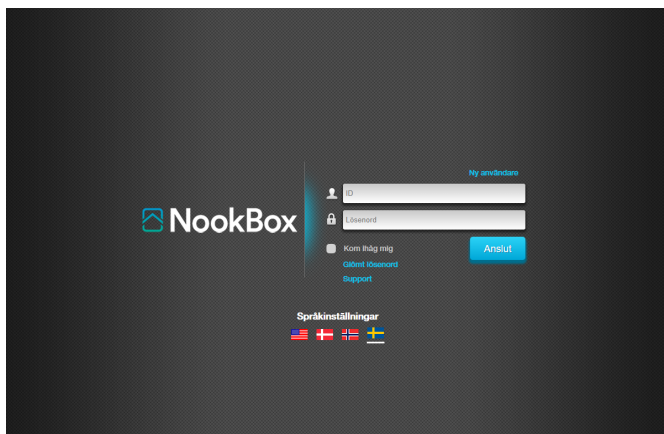 Ny användare
NookBox
ID
Lösenord
Kom ihåg mig
Anslut
Glömt lösenord
Support
Språkinställningar